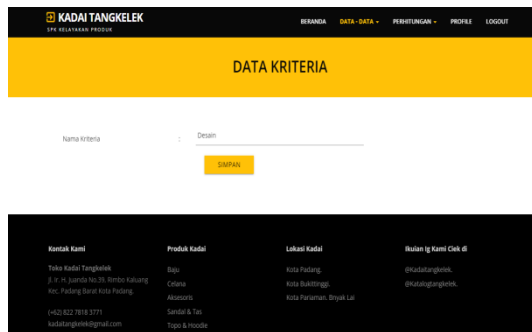 KADAI TANGKELEK
SPK KELAYAKAN PRODUK
BERANDA DATA - DATA PERHITUNGAN PROFILE LOGOUT
DATA KRITERIA
Nama Kriteria : Desain
SIMPAN
Kontak Kami
Toko Kadai Tangkelek
Jl. Ir. H. Juanda No.39. Rimbo Kaluang
Kec. Padang Barat Kota Padang.
(+62) 822 7818 3771
kadaitangkelek@gmail.com
Produk Kadai
Baju
Celana
Aksesoris
Sandal & Tas
Topo & Hoodie
Lokasi Kadai
Kota Padang.
Kota Bukittinggi.
Kota Pariaman. Bnyak Lai
Ikuian Ig Kami Ciek di
@Kadaitangkelek.
@Katalogtangkelek.